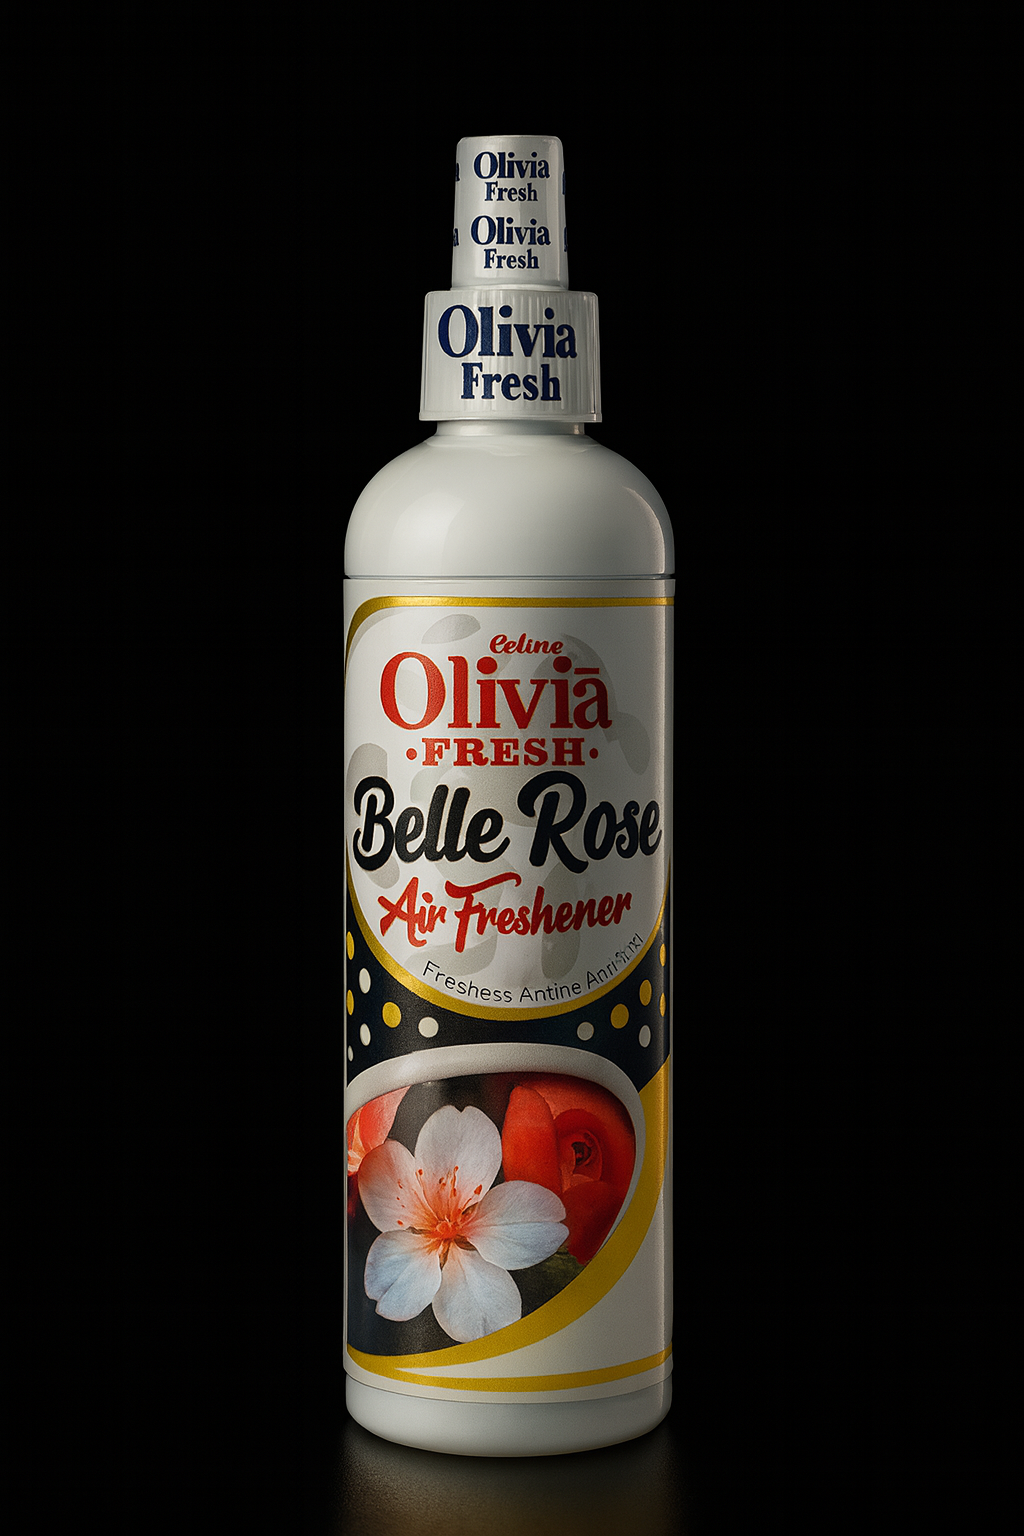 Olivia
Fresh
Olivia
Fresh
Olivia
Fresh
Celine
Oliviā
•FRESH•
Belle Rose
Air Freshener
Freshess Antine